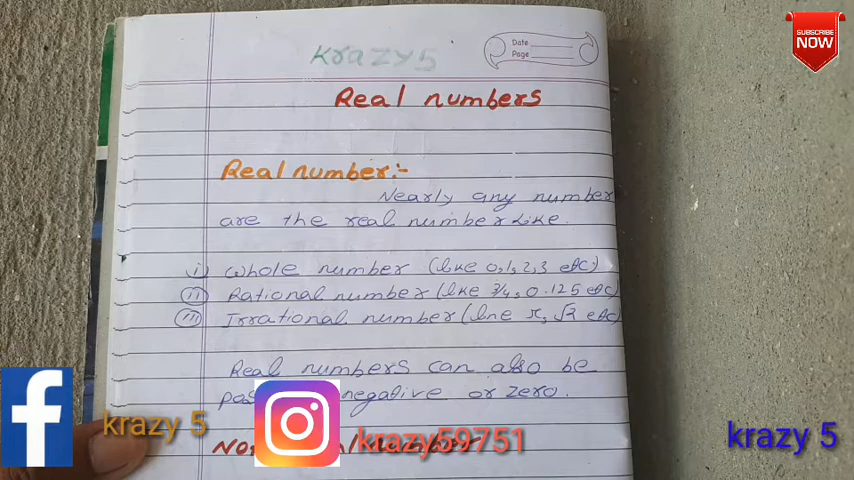 SUBSCRIBE
NOW
Krazy5
Date
Page
Real numbers
Real number:-
Nearly any number
are the real number like.
i) Whole number (like 0,1,2,3 etc)
ii) Rational number (like 3/4, 0.125 etc)
iii) Irrational number (like π, √2 etc)
Real numbers can also be
negative or zero.
number
krazy 5
krazy59751
krazy 5